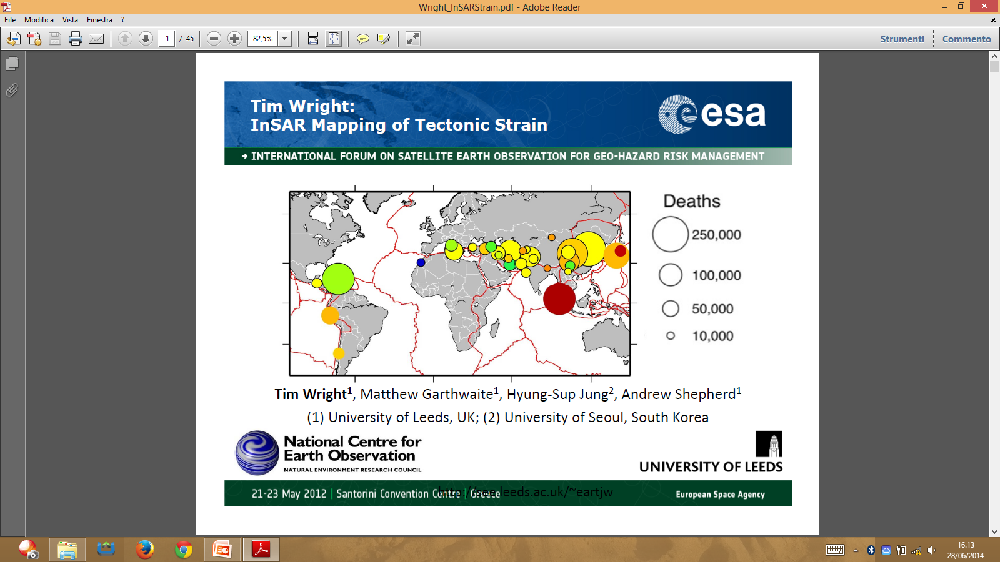 Wright_InSARStrain.pdf - Adobe Reader
File Modifica Vista Finestra ?
1 / 45 82,5% Strumenti Commento
Tim Wright:
InSAR Mapping of Tectonic Strain
esa
→ INTERNATIONAL FORUM ON SATELLITE EARTH OBSERVATION FOR GEO-HAZARD RISK MANAGEMENT
Deaths
250,000
100,000
50,000
10,000
Tim Wright1, Matthew Garthwaite1, Hyung-Sup Jung2, Andrew Shepherd1
(1) University of Leeds, UK; (2) University of Seoul, South Korea
National Centre for
Earth Observation
NATURAL ENVIRONMENT RESEARCH COUNCIL
UNIVERSITY OF LEEDS
21-23 May 2012 | Santorini Convention Centre | Greece
http://see.leeds.ac.uk/~eartjw
European Space Agency
16.13
28/06/2014